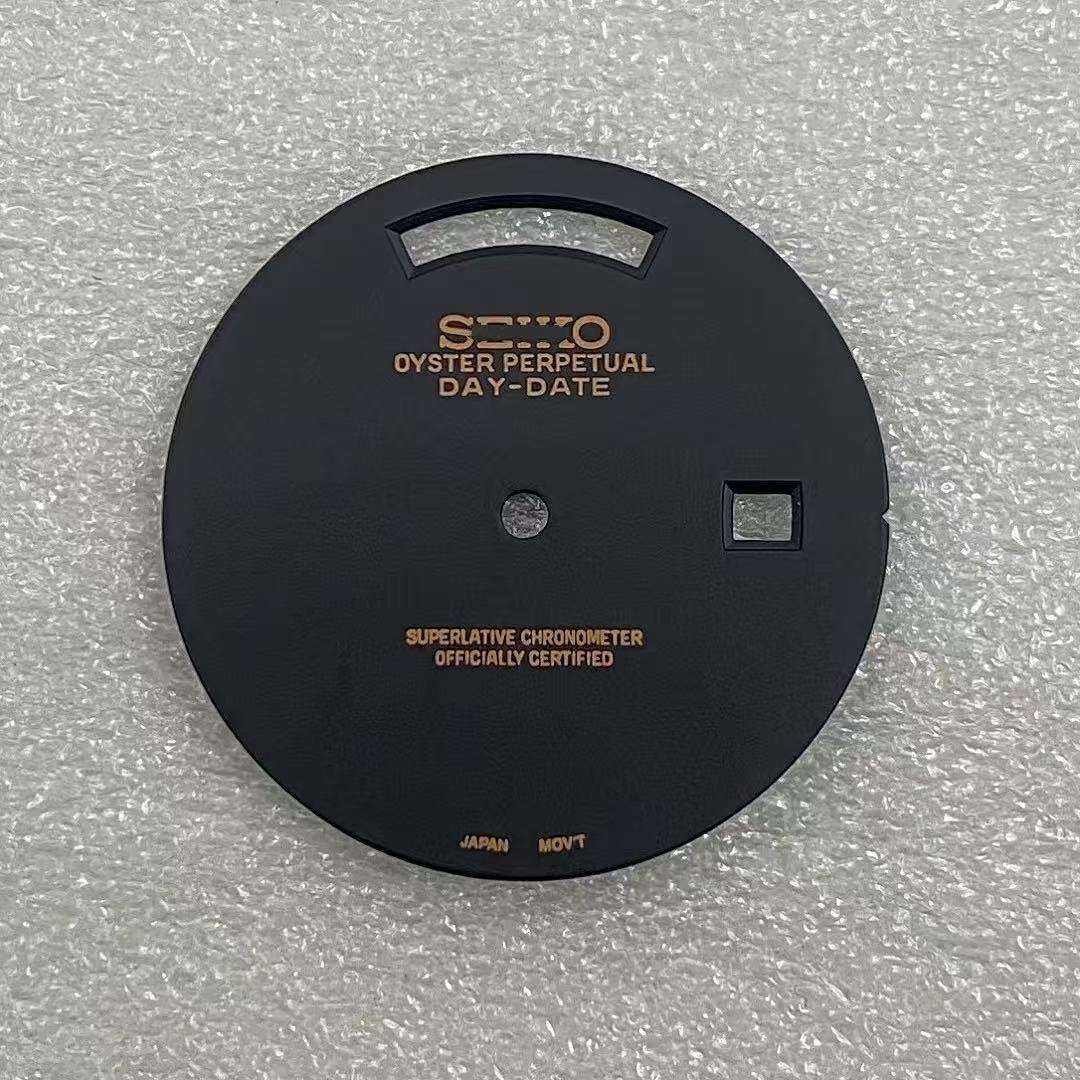 SEIKO
OYSTER PERPETUAL
DAY-DATE
SUPERLATIVE CHRONOMETER
OFFICIALLY CERTIFIED
JAPAN MOV'T